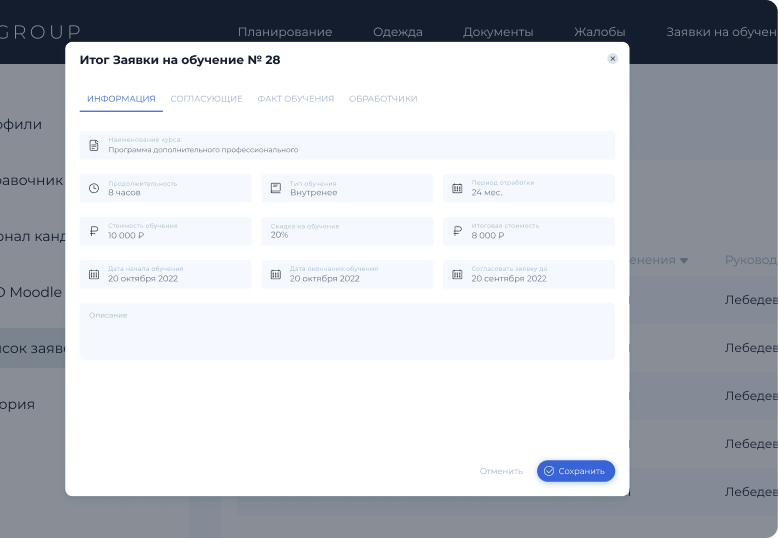 GROUP
Планирование Одежда Документы Жалобы Заявки на обучен
Итог Заявки на обучение № 28
ИНФОРМАЦИЯ СОГЛАСУЮЩИЕ ФАКТ ОБУЧЕНИЯ ОБРАБОТЧИКИ
офили
Наименование курса:
Программа дополнительного профессионального
равочник
Продолжительность Тип обучения Период отработки
8 часов Внутренее 24 мес.
онал канд
Стоимость обучения Скидка на обучение Итоговая стоимость
10 000 ₽ 20% 8 000 ₽
енения Руковод
Дата начала обучения Дата окончания обучения Согласовать заявку до
20 октября 2022 20 октября 2022 20 сентября 2022
О Moodle
Лебедев
Описание
исок заяво
Лебедев
ория
Лебедев
Лебедев
Отменить Сохранить
Лебедев